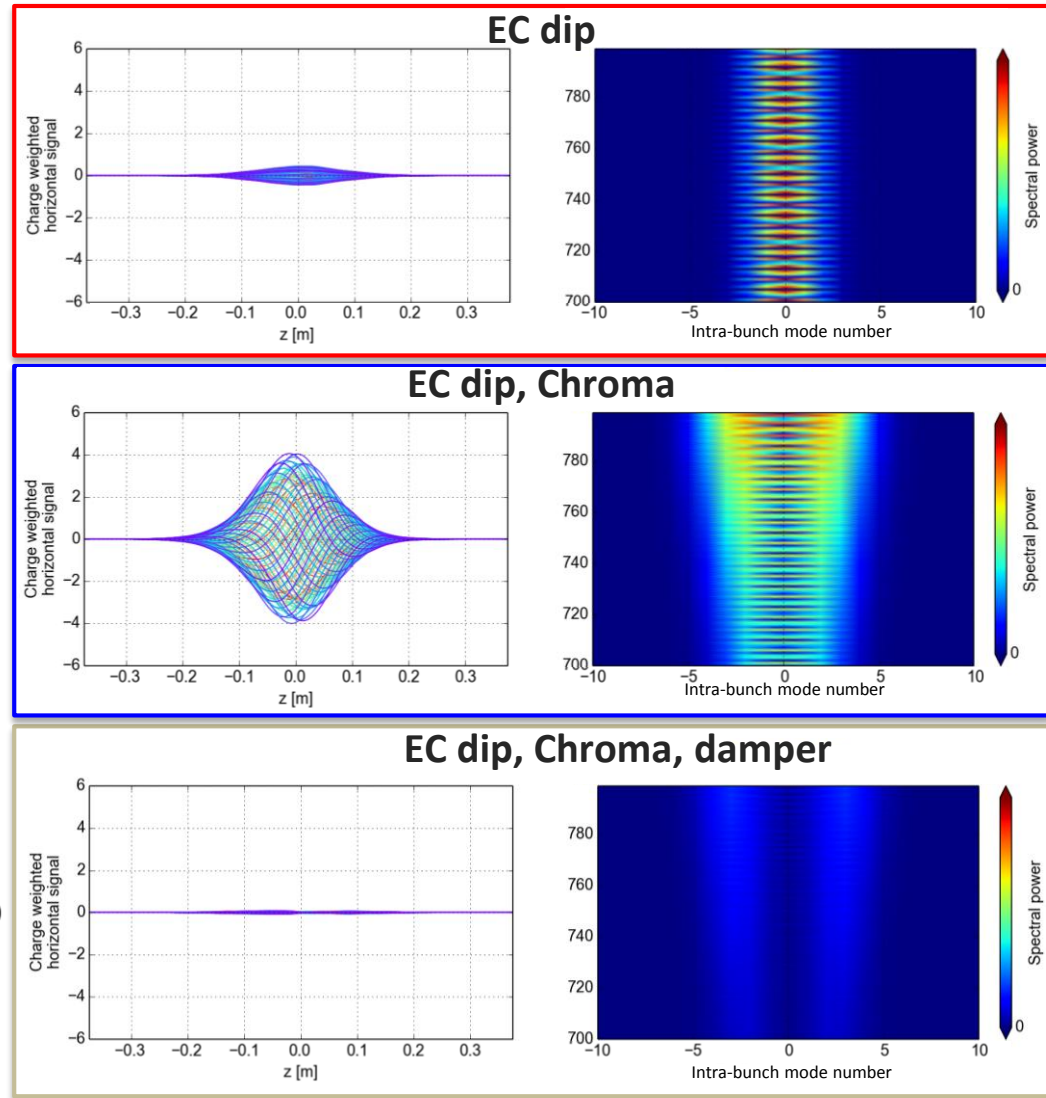 EC dip
6
4
2
0
−2
−4
−6
Charge weighted
horizontal signal
−0.3 −0.2 −0.1 0.0 0.1 0.2 0.3
z [m]
780
760
740
720
700
−10 −5 0 5 10
Intra-bunch mode number
0
Spectral power
EC dip, Chroma
6
4
2
0
−2
−4
−6
Charge weighted
horizontal signal
−0.3 −0.2 −0.1 0.0 0.1 0.2 0.3
z [m]
780
760
740
720
700
−10 −5 0 5 10
Intra-bunch mode number
0
Spectral power
EC dip, Chroma, damper
6
4
2
0
−2
−4
−6
Charge weighted
horizontal signal
−0.3 −0.2 −0.1 0.0 0.1 0.2 0.3
z [m]
780
760
740
720
700
−10 −5 0 5 10
Intra-bunch mode number
0
Spectral power